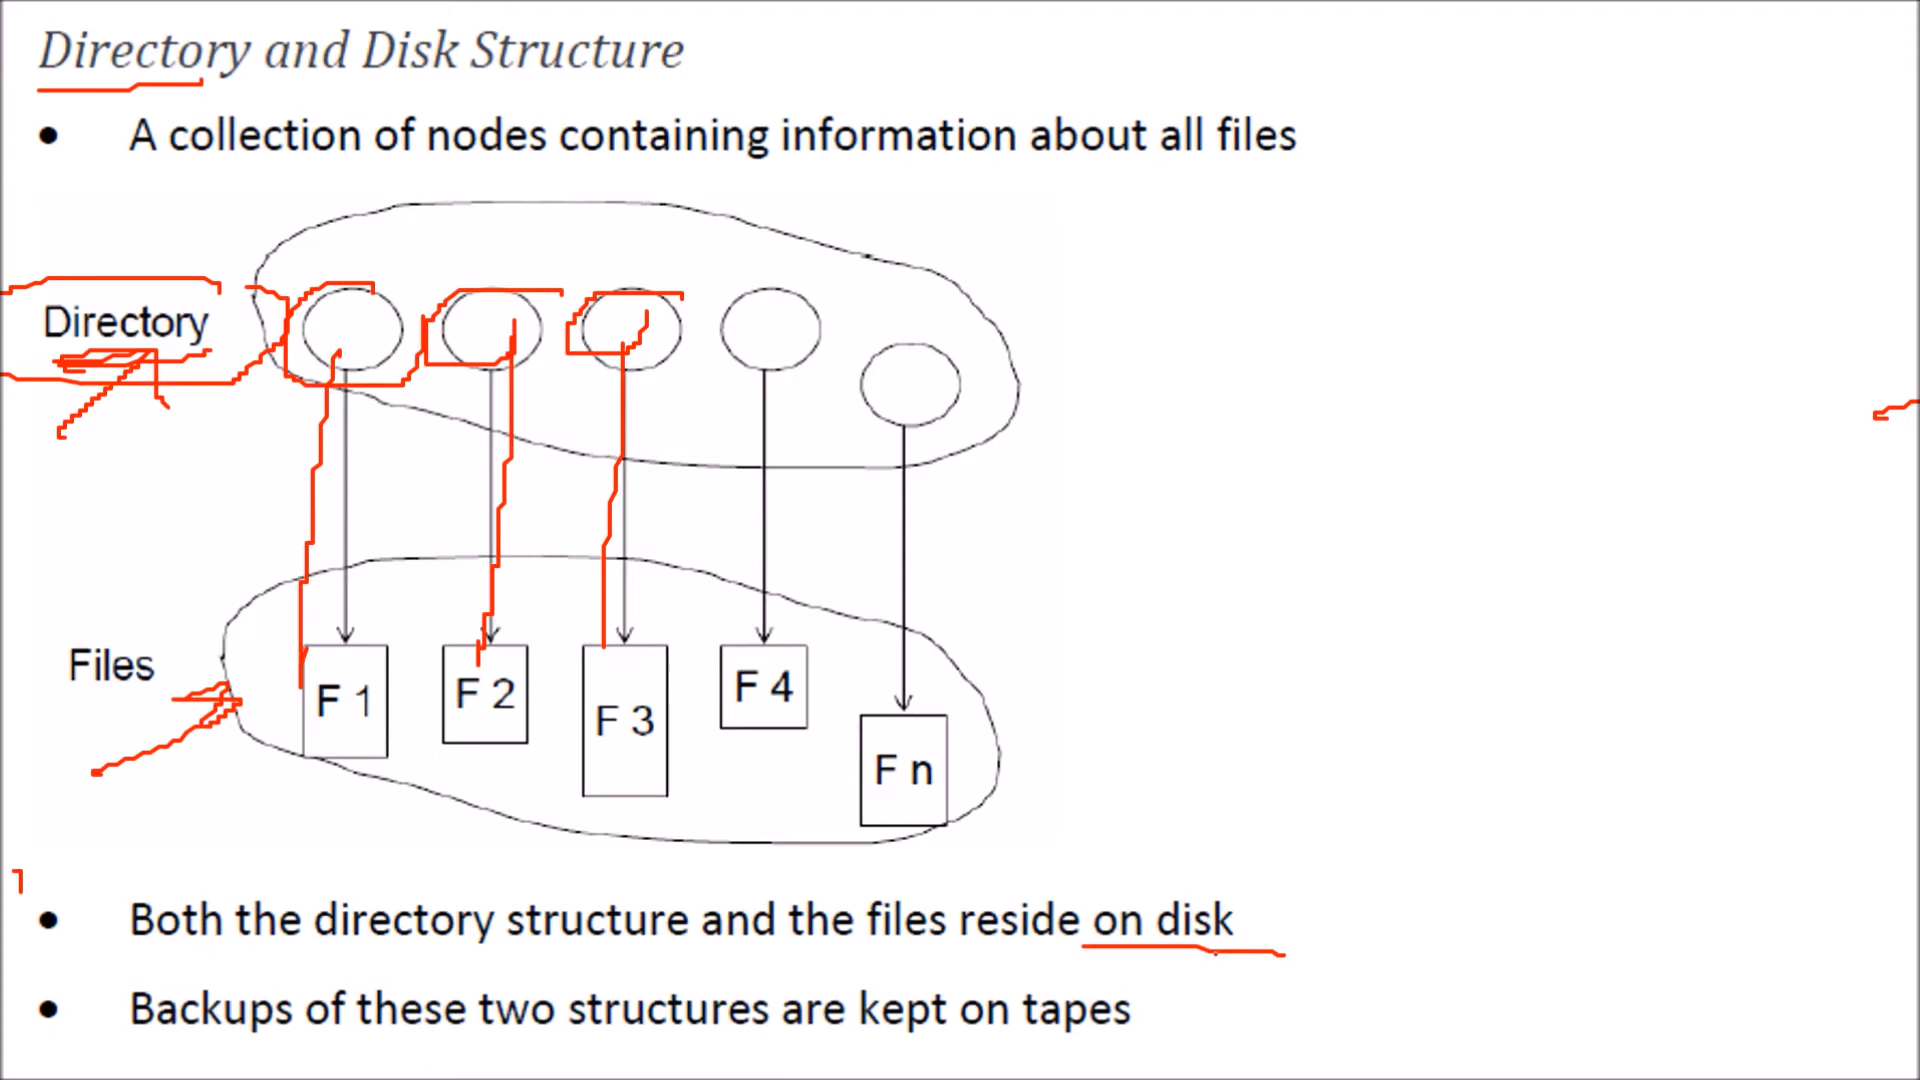 Directory and Disk Structure
• A collection of nodes containing information about all files
Directory
Files
F 1
F 2
F 3
F 4
F n
• Both the directory structure and the files reside on disk
• Backups of these two structures are kept on tapes